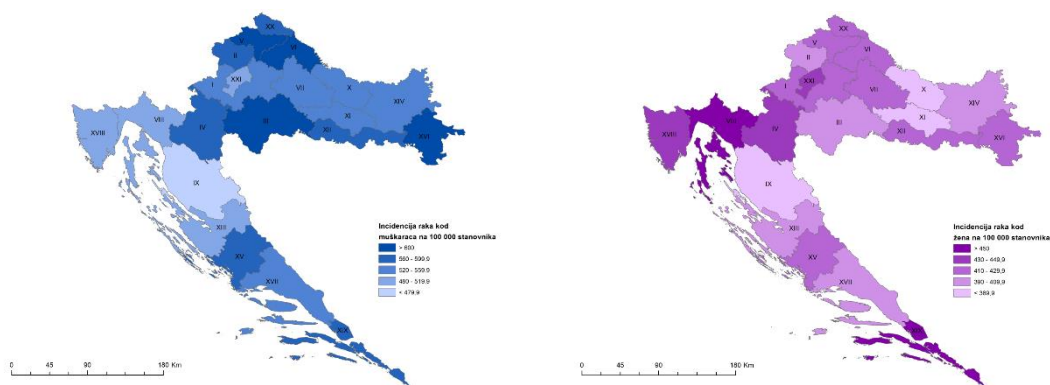 XX
V
VI
II
XXI
I
VII
X
XIV
VIII
IV
III
XI
XII
XVI
XVIII
IX
XIII
XV
XVII
XIX
Incidencija raka kod
muškaraca na 100 000 stanovnika
> 600
560 - 599,9
520 - 559,9
480 - 519,9
< 479,9
0 45 90 180 Km
XX
V
VI
II
XXI
I
VII
X
XIV
VIII
IV
III
XI
XII
XVI
XVIII
IX
XIII
XV
XVII
XIX
Incidencija raka kod
žena na 100 000 stanovnika
> 450
430 - 449,9
410 - 429,9
390 - 409,9
< 389,9
0 45 90 180 Km